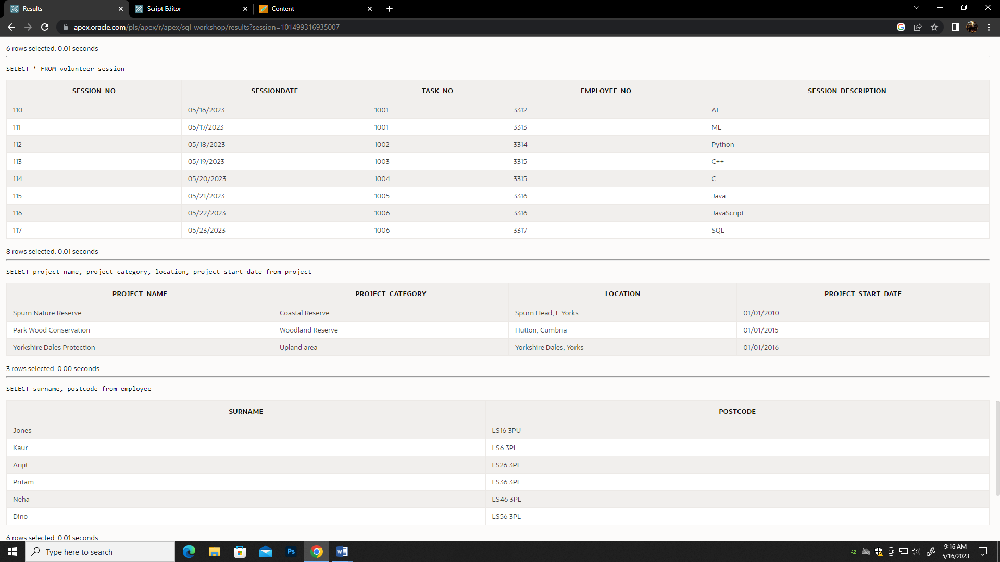 Results
Script Editor
Content
apex.oracle.com/pls/apex/r/apex/sql-workshop/results?session=101499316935007
6 rows selected. 0.01 seconds
SELECT * FROM volunteer_session
SESSION_NO SESSIONDATE TASK_NO EMPLOYEE_NO SESSION_DESCRIPTION
110 05/16/2023 1001 3312 AI
111 05/17/2023 1001 3313 ML
112 05/18/2023 1002 3314 Python
113 05/19/2023 1003 3315 C++
114 05/20/2023 1004 3315 C
115 05/21/2023 1005 3316 Java
116 05/22/2023 1006 3316 JavaScript
117 05/23/2023 1006 3317 SQL
8 rows selected. 0.01 seconds
SELECT project_name, project_category, location, project_start_date from project
PROJECT_NAME PROJECT_CATEGORY LOCATION PROJECT_START_DATE
Spurn Nature Reserve Coastal Reserve Spurn Head, E Yorks 01/01/2010
Park Wood Conservation Woodland Reserve Hutton, Cumbria 01/01/2015
Yorkshire Dales Protection Upland area Yorkshire Dales, Yorks 01/01/2016
3 rows selected. 0.00 seconds
SELECT surname, postcode from employee
SURNAME POSTCODE
Jones LS16 3PU
Kaur LS6 3PL
Arijit LS26 3PL
Pritam LS36 3PL
Neha LS46 3PL
Dino LS56 3PL
6 rows selected. 0.01 seconds
Type here to search
Ps
9:16 AM
5/16/2023